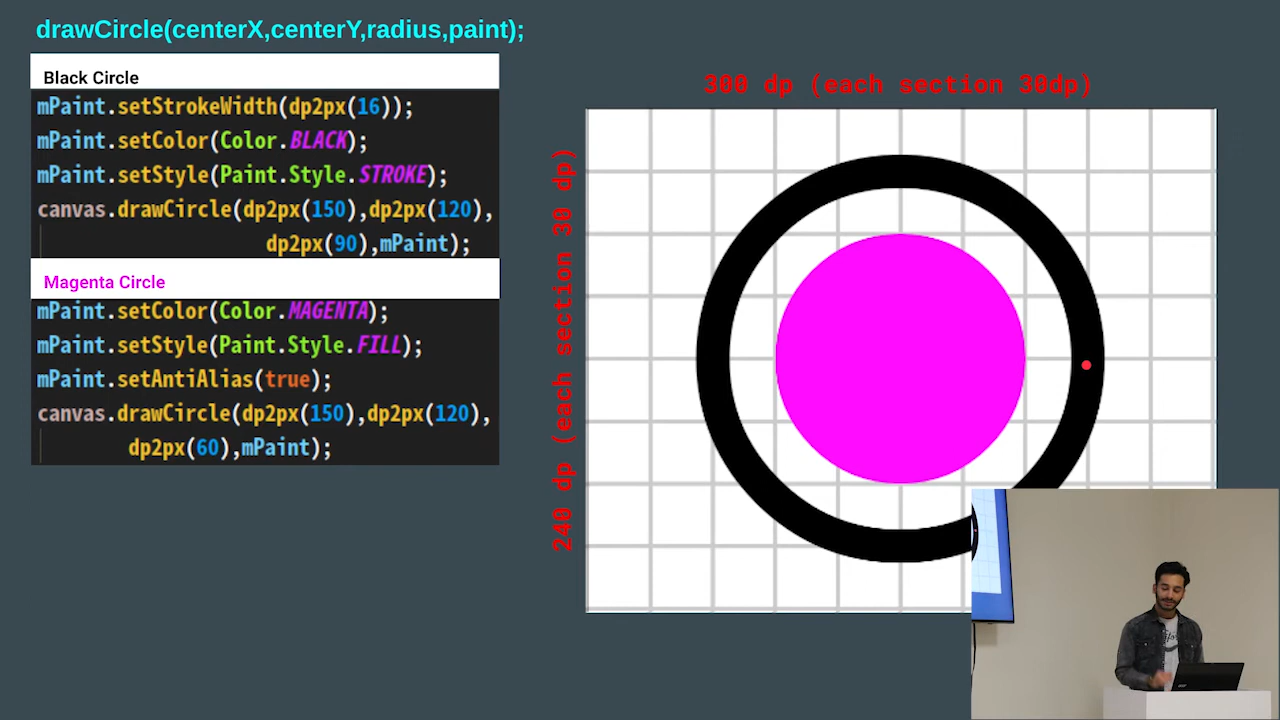 drawCircle(centerX,centerY,radius,paint);
Black Circle
mPaint.setStrokeWidth(dp2px(16));
mPaint.setColor(Color.BLACK);
mPaint.setStyle(Paint.Style.STROKE);
canvas.drawCircle(dp2px(150),dp2px(120),
dp2px(90),mPaint);
Magenta Circle
mPaint.setColor(Color.MAGENTA);
mPaint.setStyle(Paint.Style.FILL);
mPaint.setAntiAlias(true);
canvas.drawCircle(dp2px(150),dp2px(120),
dp2px(60),mPaint);
300 dp (each section 30dp)
240 dp (each section 30 dp)